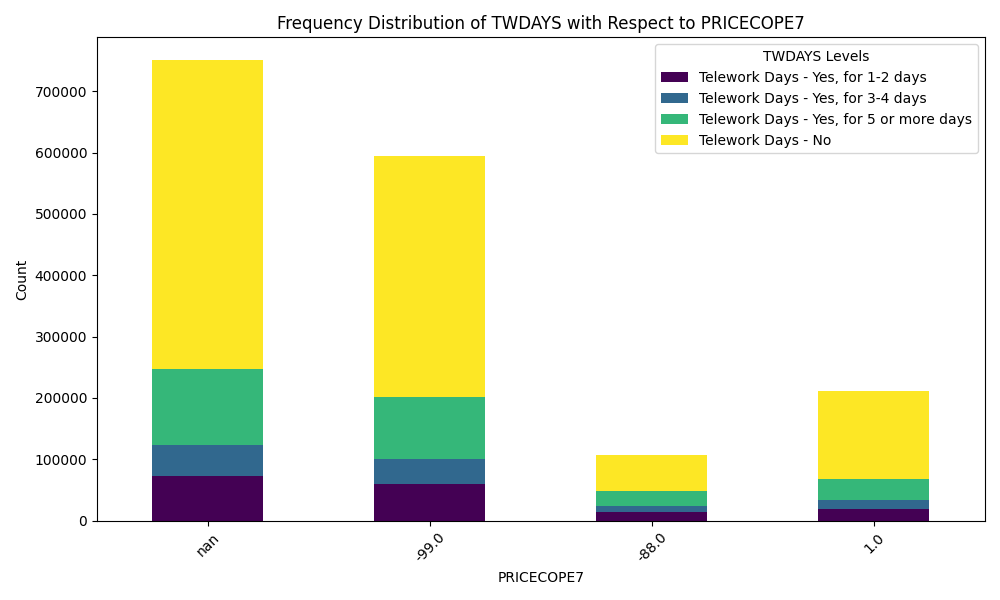 Frequency Distribution of TWDAYS with Respect to PRICECOPE7
TWDAYS Levels
Telework Days - Yes, for 1-2 days
Telework Days - Yes, for 3-4 days
Telework Days - Yes, for 5 or more days
Telework Days - No
Count
700000
600000
500000
400000
300000
200000
100000
0
nan
-99.0
-88.0
1.0
PRICECOPE7